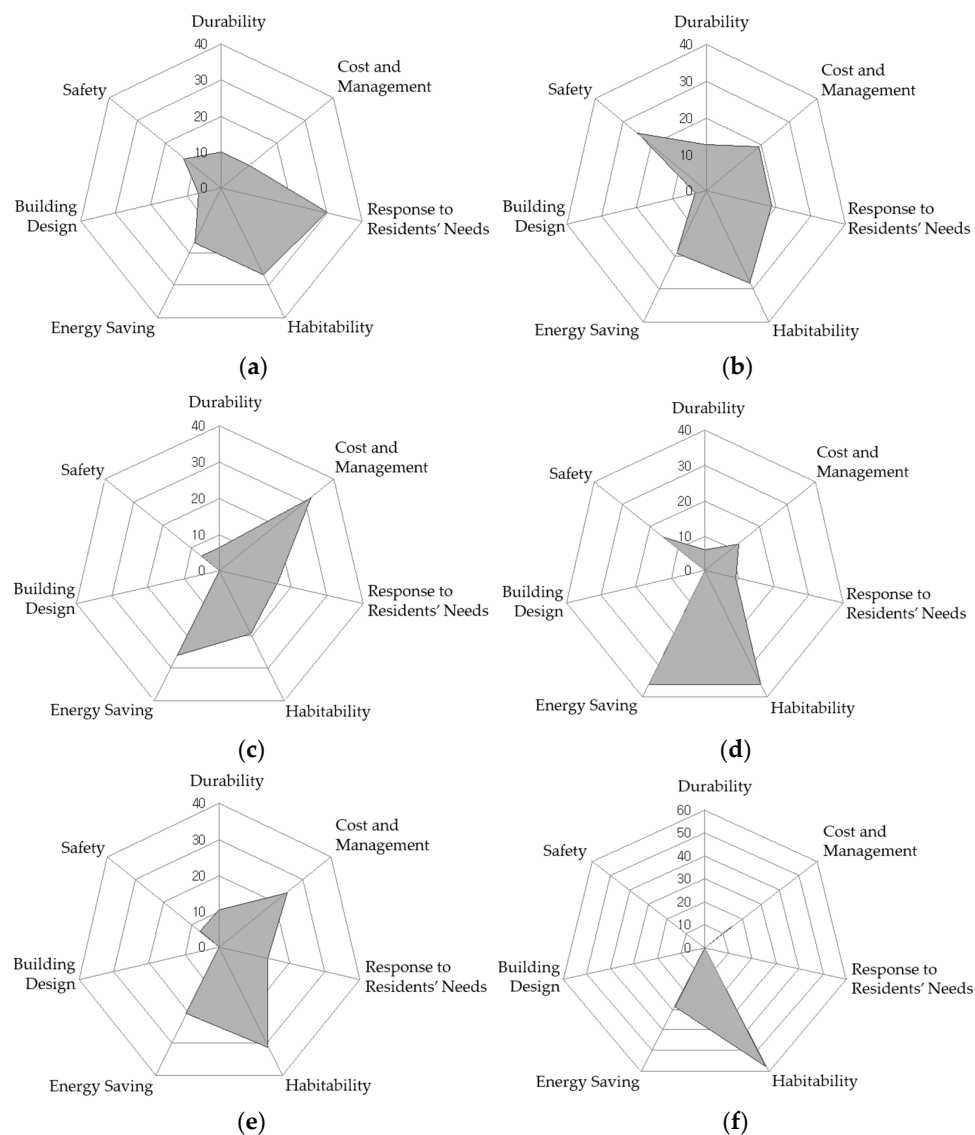 Durability
40
30
20
10
0
Cost and
Management
Response to
Residents' Needs
Habitability
Energy Saving
Building
Design
Safety
(a)
Durability
40
30
20
10
0
Cost and
Management
Response to
Residents' Needs
Habitability
Energy Saving
Building
Design
Safety
(b)
Durability
40
30
20
10
0
Cost and
Management
Response to
Residents' Needs
Habitability
Energy Saving
Building
Design
Safety
(c)
Durability
40
30
20
10
0
Cost and
Management
Response to
Residents' Needs
Habitability
Energy Saving
Building
Design
Safety
(d)
Durability
40
30
20
10
0
Cost and
Management
Response to
Residents' Needs
Habitability
Energy Saving
Building
Design
Safety
(e)
Durability
60
50
40
30
20
10
0
Cost and
Management
Response to
Residents' Needs
Habitability
Energy Saving
Building
Design
Safety
(f)